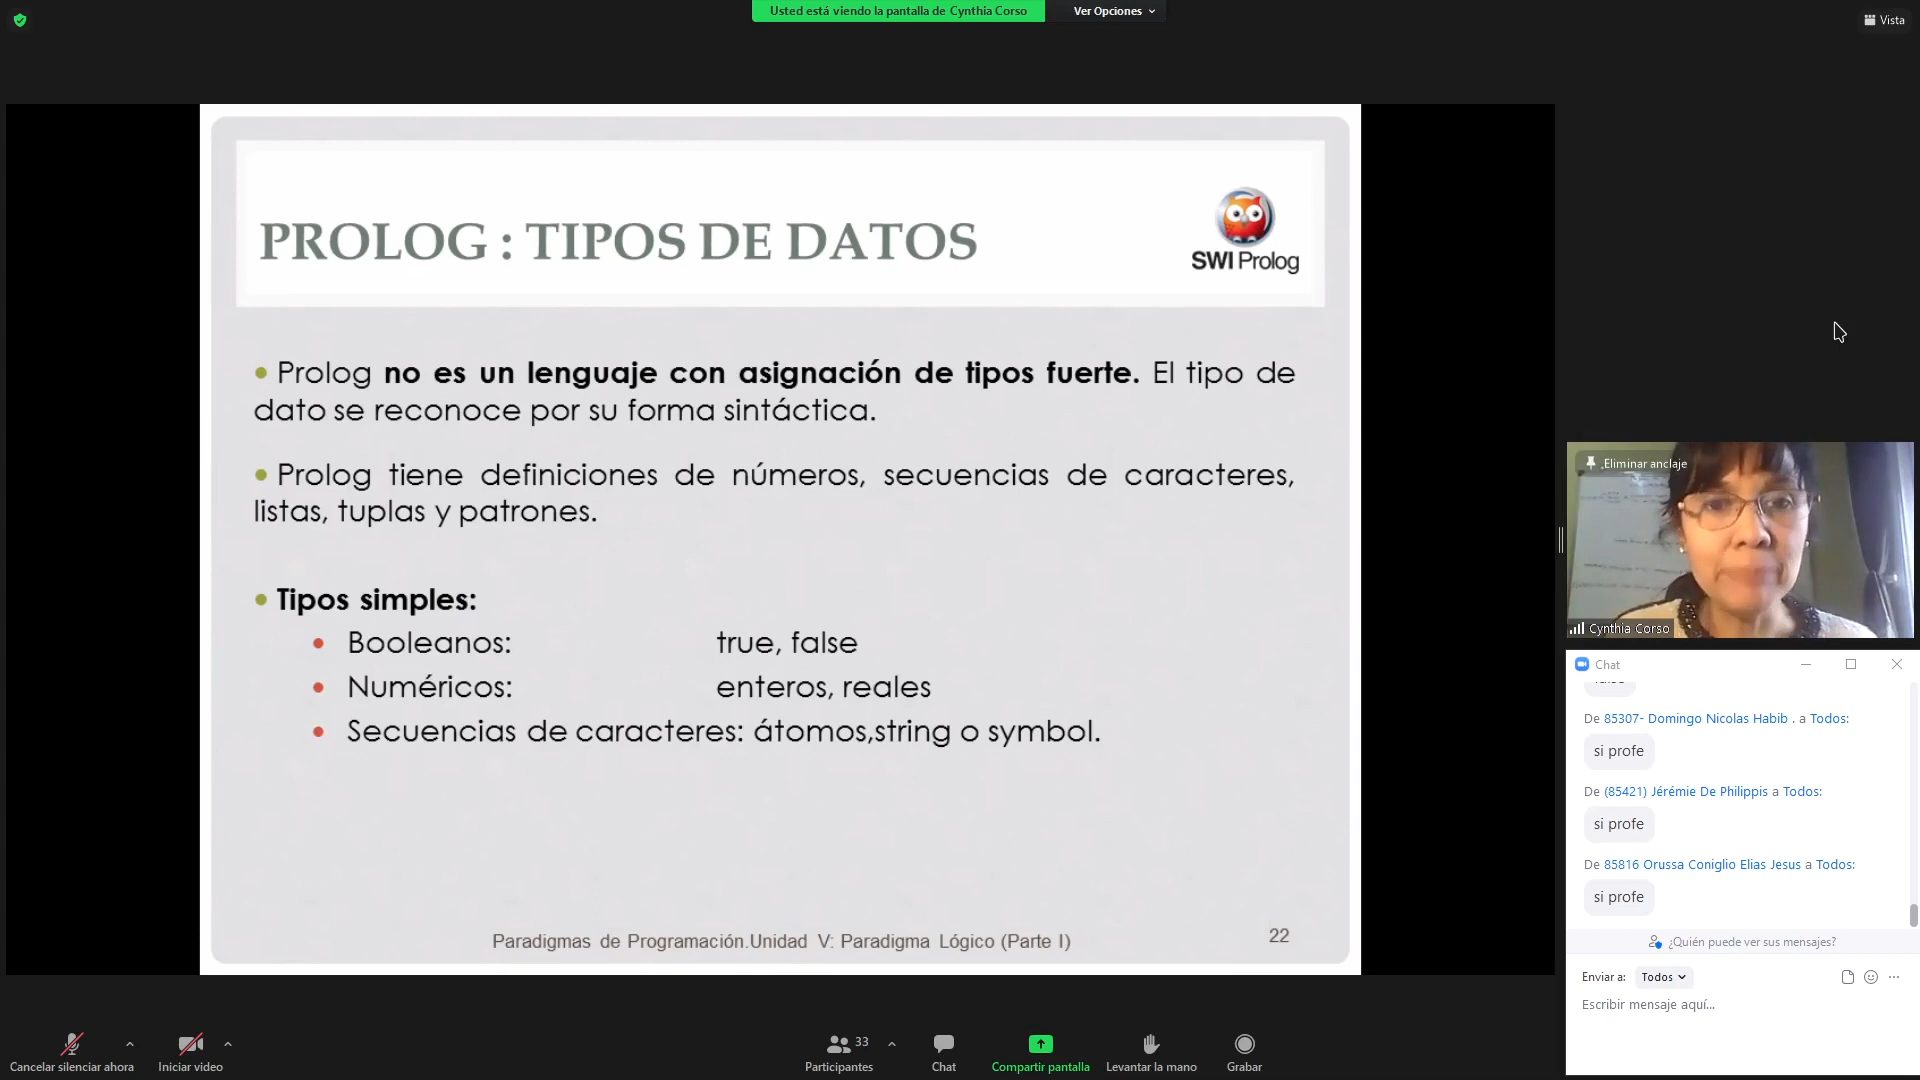 Usted está viendo la pantalla de Cynthia Corso
Ver Opciones
Vista
PROLOG : TIPOS DE DATOS
SWI Prolog
Prolog no es un lenguaje con asignación de tipos fuerte. El tipo de
dato se reconoce por su forma sintáctica.
Prolog tiene definiciones de números, secuencias de caracteres,
listas, tuplas y patrones.
Tipos simples:
Booleanos: true, false
Numéricos: enteros, reales
Secuencias de caracteres: átomos,string o symbol.
Paradigmas de Programación.Unidad V: Paradigma Lógico (Parte I)
22
Eliminar anclaje
Cynthia Corso
Chat
De 85307- Domingo Nicolas Habib . a Todos:
si profe
De (85421) Jérémie De Philippis a Todos:
si profe
De 85816 Orussa Coniglio Elias Jesus a Todos:
si profe
¿Quién puede ver sus mensajes?
Enviar a: Todos
Escribir mensaje aquí...
Cancelar silenciar ahora
Iniciar video
Participantes
33
Chat
Compartir pantalla
Levantar la mano
Grabar